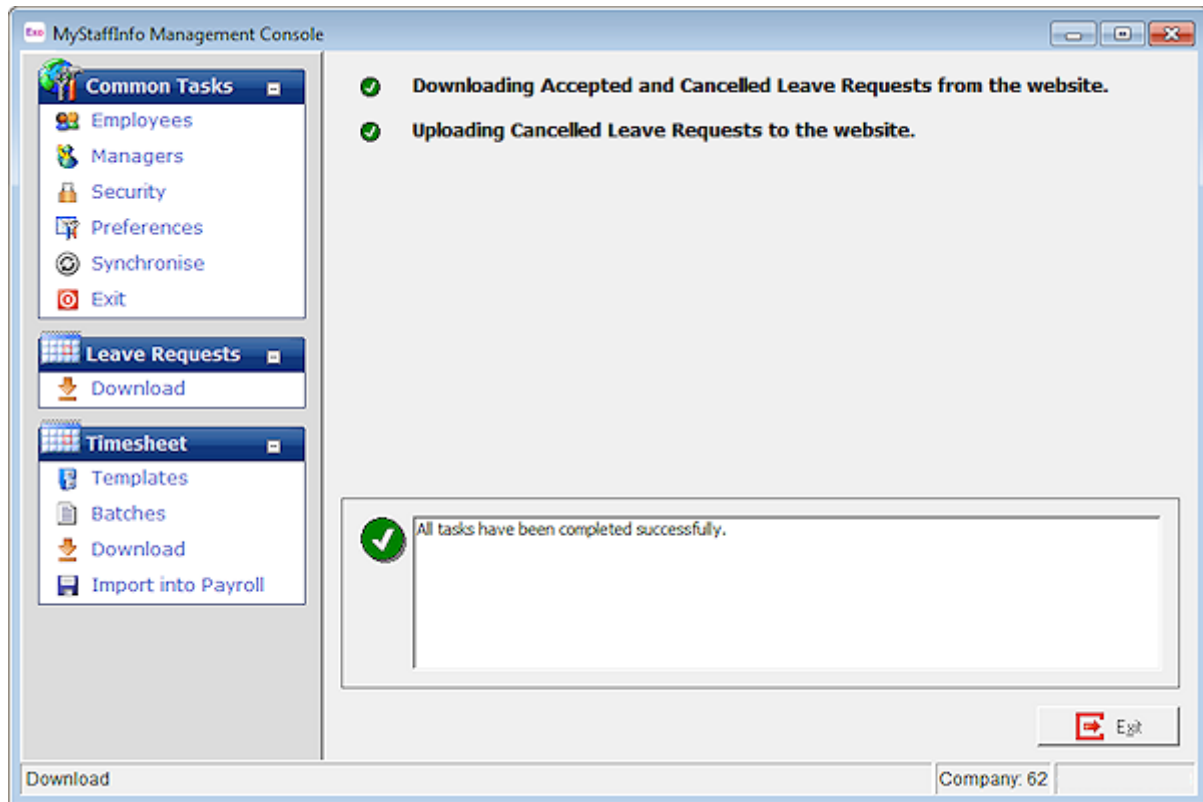 Exo MyStaffInfo Management Console
Common Tasks
Employees
Managers
Security
Preferences
Synchronise
Exit
Leave Requests
Download
Timesheet
Templates
Batches
Download
Import into Payroll
Downloading Accepted and Cancelled Leave Requests from the website.
Uploading Cancelled Leave Requests to the website.
All tasks have been completed successfully.
Exit
Download
Company: 62